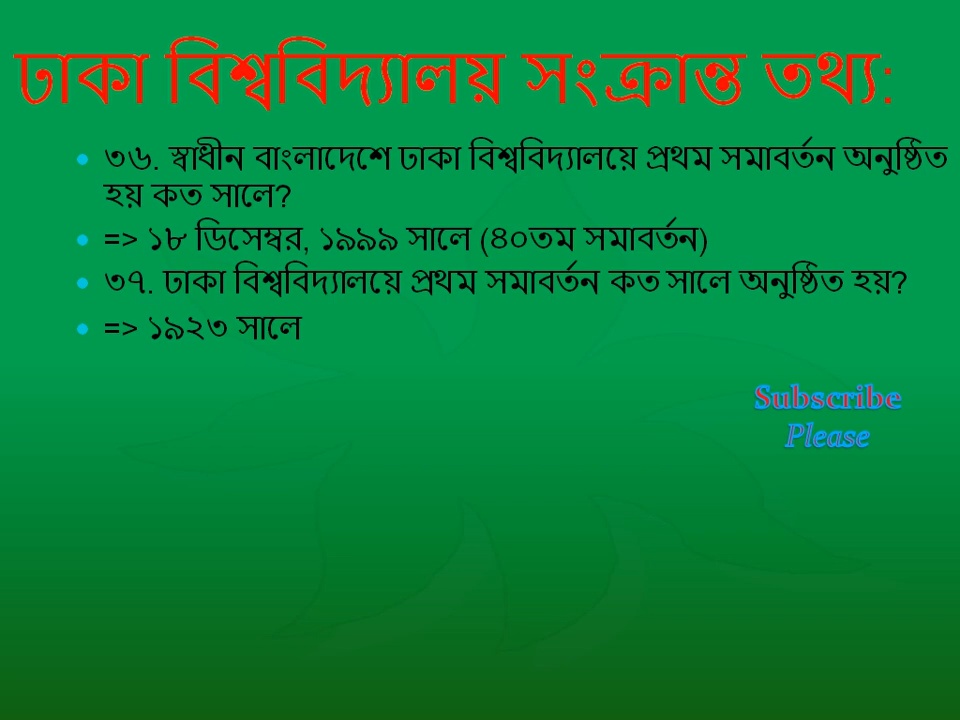 ঢাকা বিশ্ববিদ্যালয় সংক্রান্ত তথ্য:
৩৬. স্বাধীন বাংলাদেশে ঢাকা বিশ্ববিদ্যালয়ে প্রথম সমাবর্তন অনুষ্ঠিত
হয় কত সালে?
=> ১৮ ডিসেম্বর, ১৯৯৯ সালে (৪০তম সমাবর্তন)
৩৭. ঢাকা বিশ্ববিদ্যালয়ে প্রথম সমাবর্তন কত সালে অনুষ্ঠিত হয়?
=> ১৯২৩ সালে
Subscribe
Please